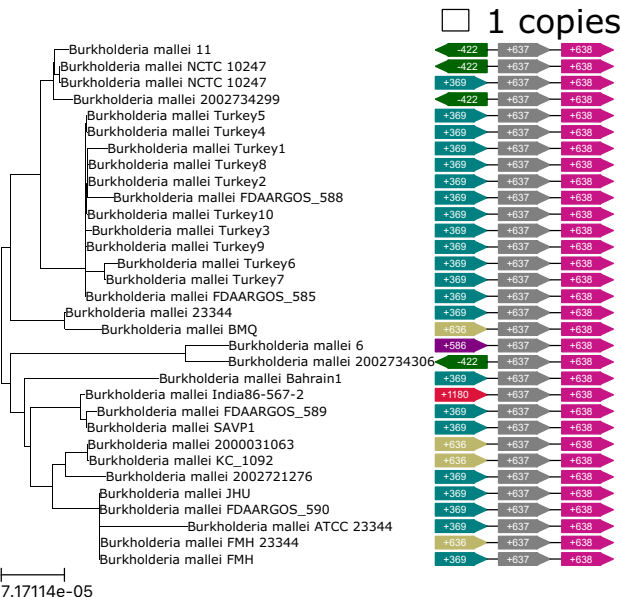 1 copies
Burkholderia mallei 11 -422 +637 +638
Burkholderia mallei NCTC 10247 -422 +637 +638
Burkholderia mallei NCTC 10247 +369 +637 +638
Burkholderia mallei 2002734299 -422 +637 +638
Burkholderia mallei Turkey5 +369 +637 +638
Burkholderia mallei Turkey4 +369 +637 +638
Burkholderia mallei Turkey1 +369 +637 +638
Burkholderia mallei Turkey8 +369 +637 +638
Burkholderia mallei Turkey2 +369 +637 +638
Burkholderia mallei FDAARGOS_588 +369 +637 +638
Burkholderia mallei Turkey10 +369 +637 +638
Burkholderia mallei Turkey3 +369 +637 +638
Burkholderia mallei Turkey9 +369 +637 +638
Burkholderia mallei Turkey6 +369 +637 +638
Burkholderia mallei Turkey7 +369 +637 +638
Burkholderia mallei FDAARGOS_585 +369 +637 +638
Burkholderia mallei 23344 +369 +637 +638
Burkholderia mallei BMQ +636 +637 +638
Burkholderia mallei 6 +586 +637 +638
Burkholderia mallei 2002734306 -422 +637 +638
Burkholderia mallei Bahrain1 +369 +637 +638
Burkholderia mallei India86-567-2 +1180 +637 +638
Burkholderia mallei FDAARGOS_589 +369 +637 +638
Burkholderia mallei SAVP1 +369 +637 +638
Burkholderia mallei 2000031063 +636 +637 +638
Burkholderia mallei KC_1092 +636 +637 +638
Burkholderia mallei 2002721276 +369 +637 +638
Burkholderia mallei JHU +369 +637 +638
Burkholderia mallei FDAARGOS_590 +369 +637 +638
Burkholderia mallei ATCC 23344 +369 +637 +638
Burkholderia mallei FMH 23344 +636 +637 +638
Burkholderia mallei FMH +369 +637 +638
7.17114e-05